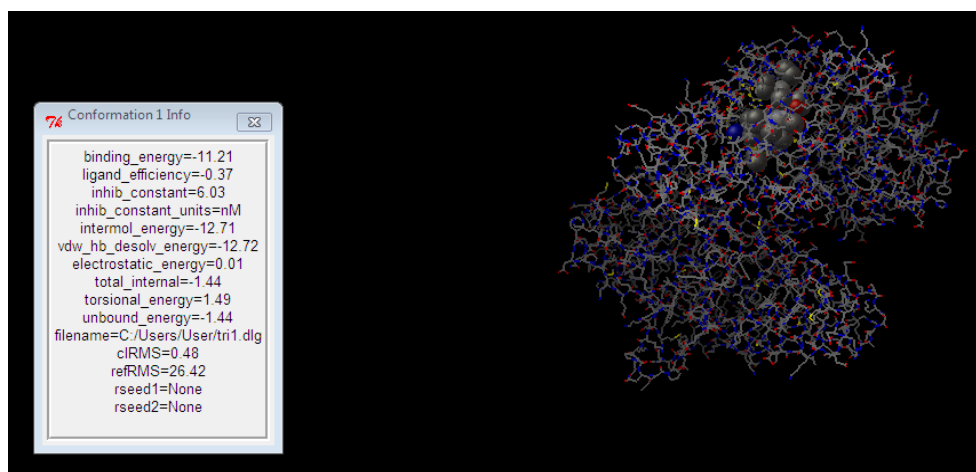 Conformation 1 Info
binding_energy=-11.21
ligand_efficiency=-0.37
inhib_constant=6.03
inhib_constant_units=nM
intermol_energy=-12.71
vdw_hb_desolv_energy=-12.72
electrostatic_energy=0.01
total_internal=-1.44
torsional_energy=1.49
unbound_energy=-1.44
filename=C:/Users/User/tri1.dlg
clRMS=0.48
refRMS=26.42
rseed1=None
rseed2=None